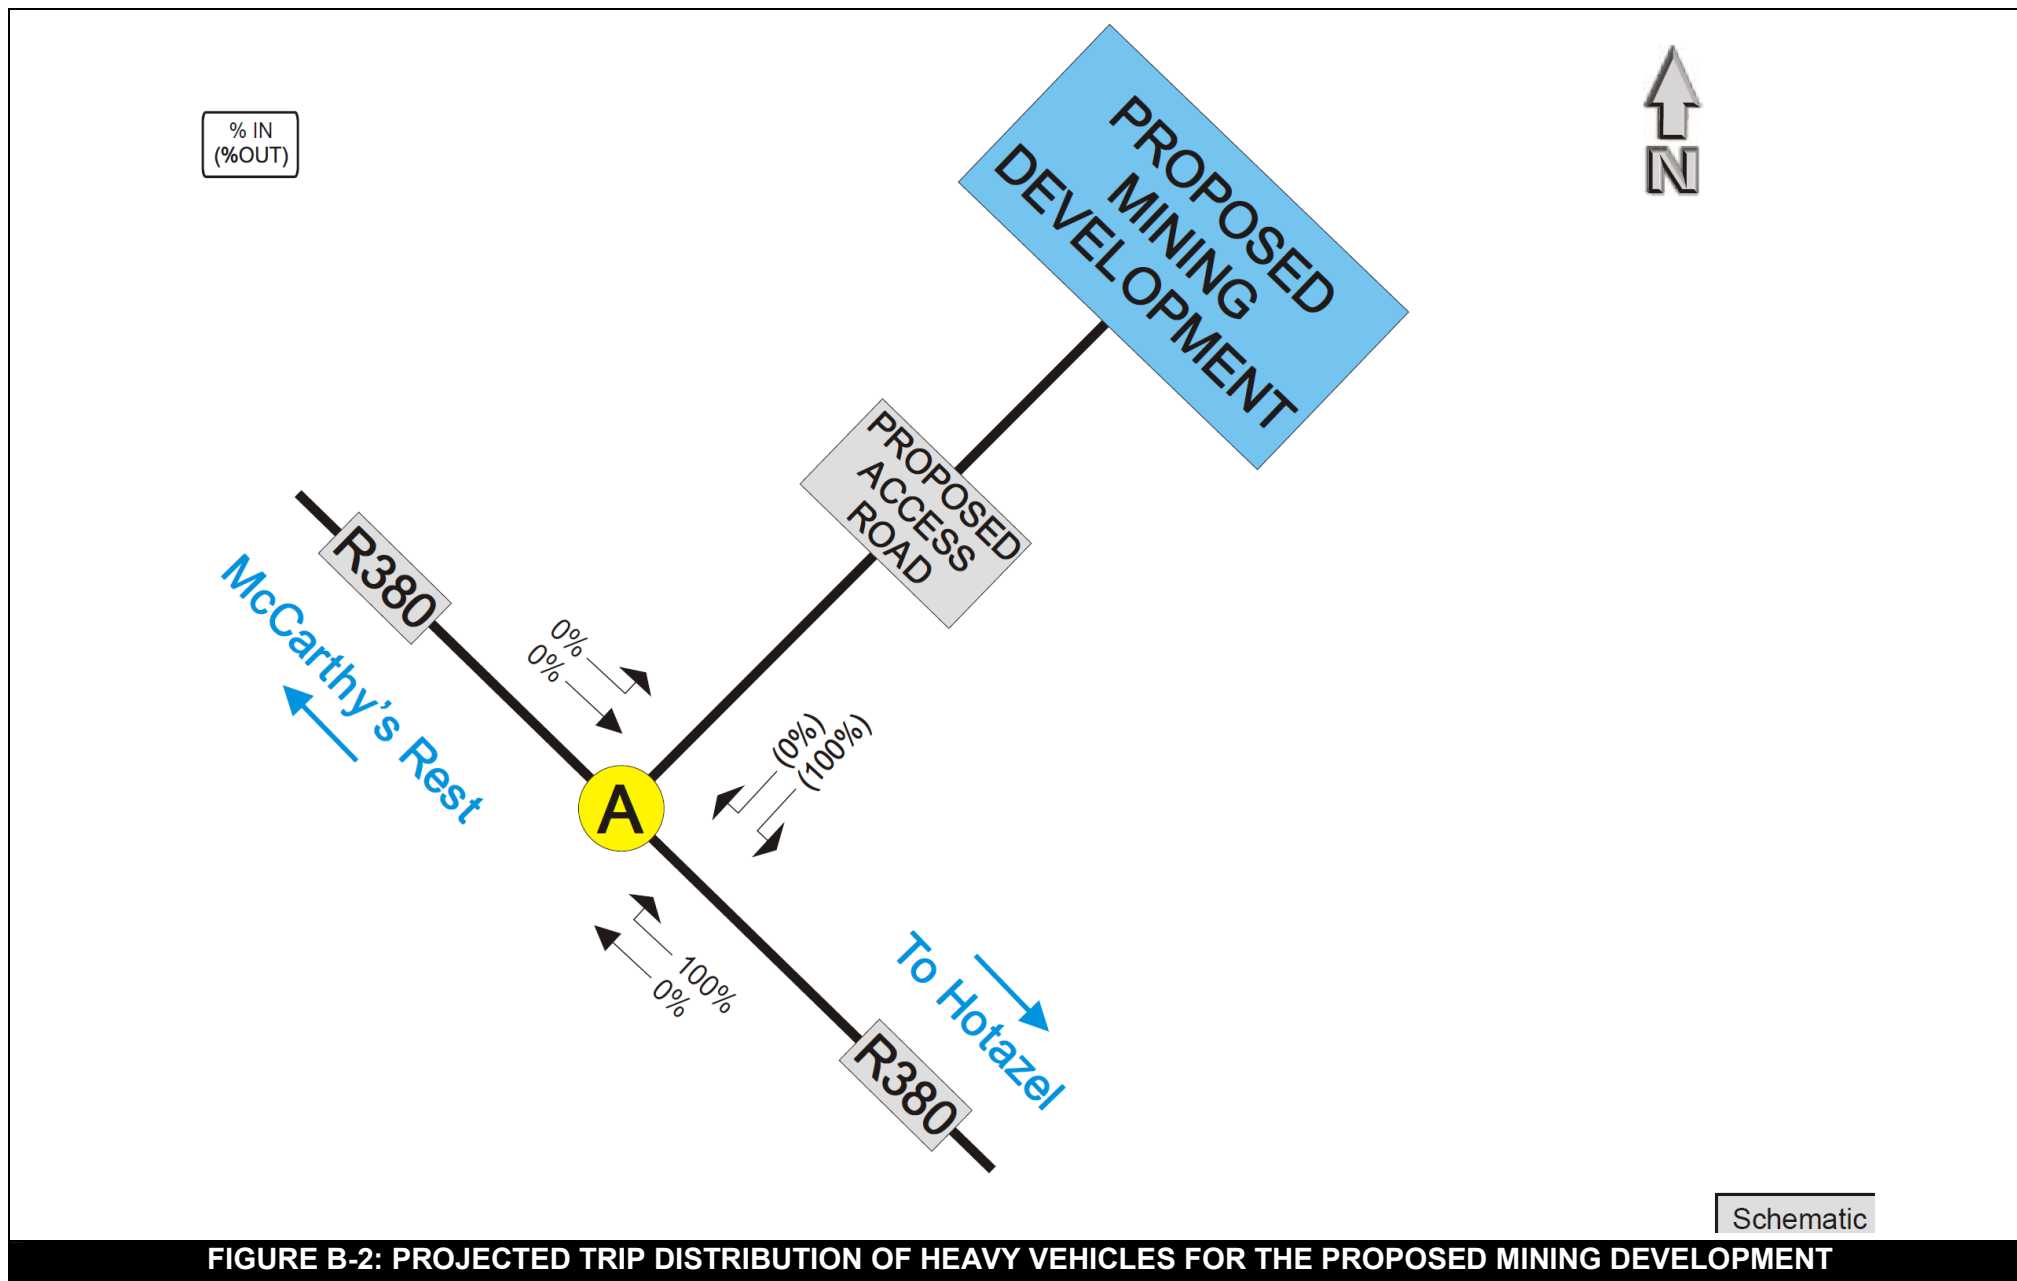 % IN
(%OUT)
N
PROPOSED
MINING
DEVELOPMENT
PROPOSED
ACCESS
ROAD
R380
McCarthy's Rest
0%
0%
(0%)
(100%)
A
100%
0%
To Hotazel
R380
Schematic
FIGURE B-2: PROJECTED TRIP DISTRIBUTION OF HEAVY VEHICLES FOR THE PROPOSED MINING DEVELOPMENT